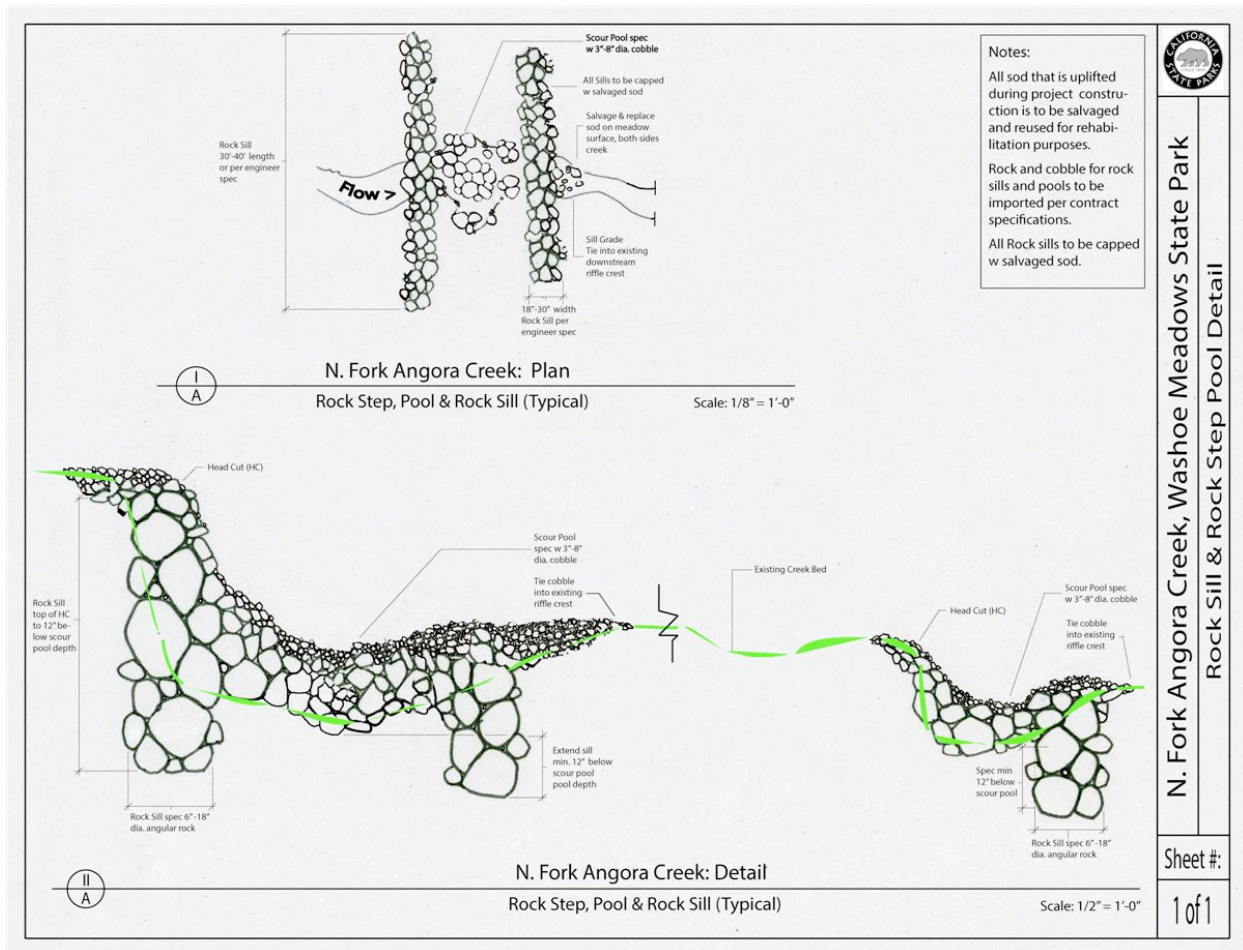 Scour Pool spec
w 3"-8" dia. cobble
All Sills to be capped
w salvaged sod
Salvage & replace
sod on meadow
surface, both sides
creek
Rock Sill
30'-40' length
or per engineer
spec
Flow >
Sill Grade
Tie into existing
downstream
riffle crest
18"-30" width
Rock Sill per
engineer spec
Notes:
All sod that is uplifted
during project constru-
ction is to be salvaged
and reused for rehabi-
litation purposes.
Rock and cobble for rock
sills and pools to be
imported per contract
specifications.
All Rock sills to be capped
w salvaged sod.
CALIFORNIA
STATE PARKS
I
A
N. Fork Angora Creek: Plan
Rock Step, Pool & Rock Sill (Typical)
Scale: 1/8" = 1'-0"
Head Cut (HC)
Scour Pool
spec w 3"-8"
dia. cobble
Tie cobble
into existing
riffle crest
Existing Creek Bed
Head Cut (HC)
Scour Pool spec
w 3"-8" dia. cobble
Tie cobble
into existing
riffle crest
Rock Sill
top of HC
to 12" be-
low scour
pool depth
Extend sill
min. 12" below
scour pool
pool depth
Spec min
12" below
scour pool
Rock Sill spec 6"-18"
dia. angular rock
Rock Sill spec 6"-18"
dia. angular rock
II
A
N. Fork Angora Creek: Detail
Rock Step, Pool & Rock Sill (Typical)
Scale: 1/2" = 1'-0"
N. Fork Angora Creek, Washoe Meadows State Park
Rock Sill & Rock Step Pool Detail
Sheet #:
1 of 1